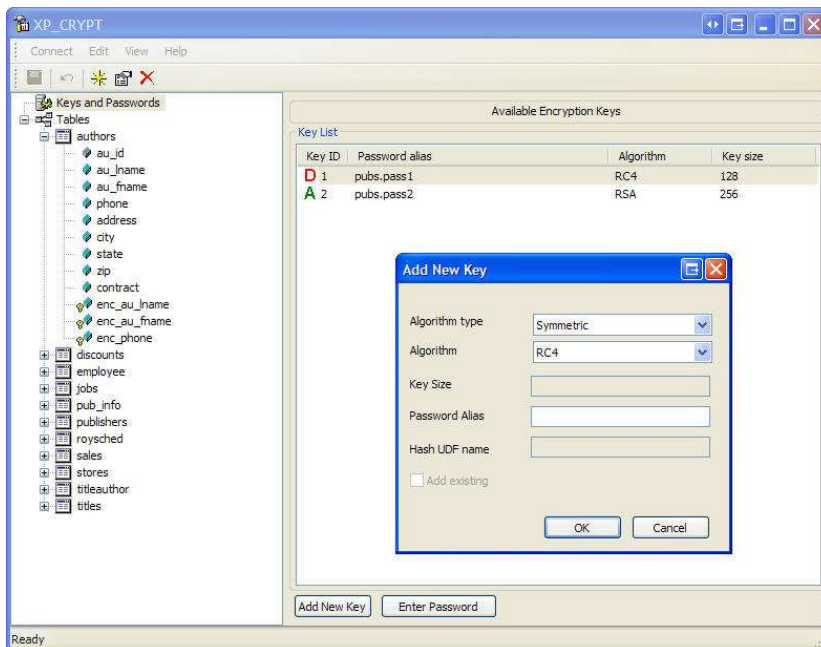 XP_CRYPT
Connect Edit View Help
Keys and Passwords
Tables
authors
au_id
au_lname
au_fname
phone
address
city
state
zip
contract
enc_au_lname
enc_au_fname
enc_phone
discounts
employee
jobs
pub_info
publishers
roysched
sales
stores
titleauthor
titles
Available Encryption Keys
Key List
Key ID Password alias Algorithm Key size
D 1 pubs.pass1 RC4 128
A 2 pubs.pass2 RSA 256
Add New Key
Algorithm type Symmetric
Algorithm RC4
Key Size
Password Alias
Hash UDF name
Add existing
OK Cancel
Add New Key Enter Password
Ready